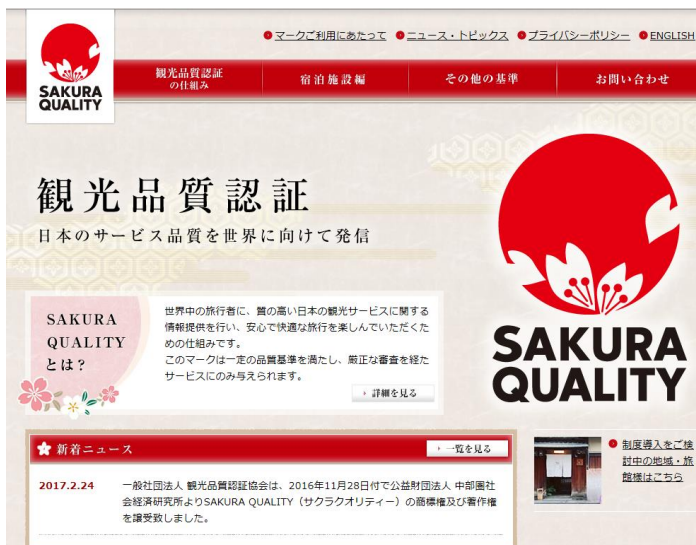 マークご利用にあたって ニュース・トピックス プライバシーポリシー ENGLISH
SAKURA
QUALITY
観光品質認証
の仕組み
宿泊施設編
その他の基準
お問い合わせ
観光品質認証
日本のサービス品質を世界に向けて発信
SAKURA
QUALITY
SAKURA
QUALITY
とは?
世界中の旅行者に、質の高い日本の観光サービスに関する
情報提供を行い、安心で快適な旅行を楽しんでいただくた
めの仕組みです。
このマークは一定の品質基準を満たし、厳正な審査を経た
サービスにのみ与えられます。
詳細を見る
新着ニュース
一覧を見る
2017.2.24
一般社団法人 観光品質認証協会は、2016年11月28日付で公益財団法人 中部圏社
会経済研究所よりSAKURA QUALITY(サクラクオリティー)の商標権及び著作権
を譲受致しました。
制度導入をご検
討中の地域・旅
館様はこちら